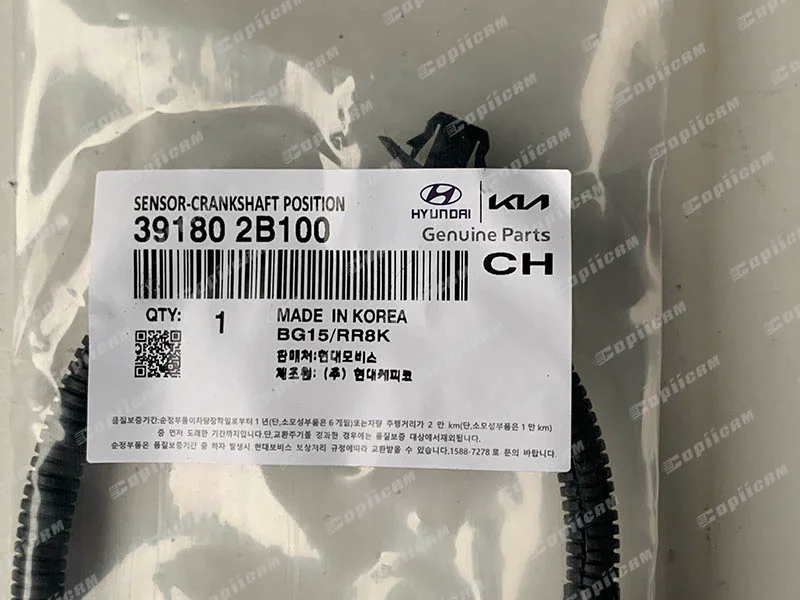 SENSOR-CRANKSHAFT POSITION
39180 2B100
HYUNDAI
KIA
Genuine Parts
CH
QTY: 1
MADE IN KOREA
BG15/RR8K
판매처:현대모비스
제조원: (주) 현대케피코
품질보증기간:순정부품이차량장착일로부터 1 년(단,소모성부품은 6 개월)또는차량 주행거리가 2 만 km(단,소모성부품은 1 만 km)
중 먼저 도래한 기간까지입니다.단,교환주기를 경과한 경우에는 품질보증 대상에서제외됩니다.
순정부품은 품질보증기간 중 하자 발생시 현대모비스 보상처리 규정에따라 교환받을 수 있습니다.1588-7278 로 문의 바랍니다.
Copiicam